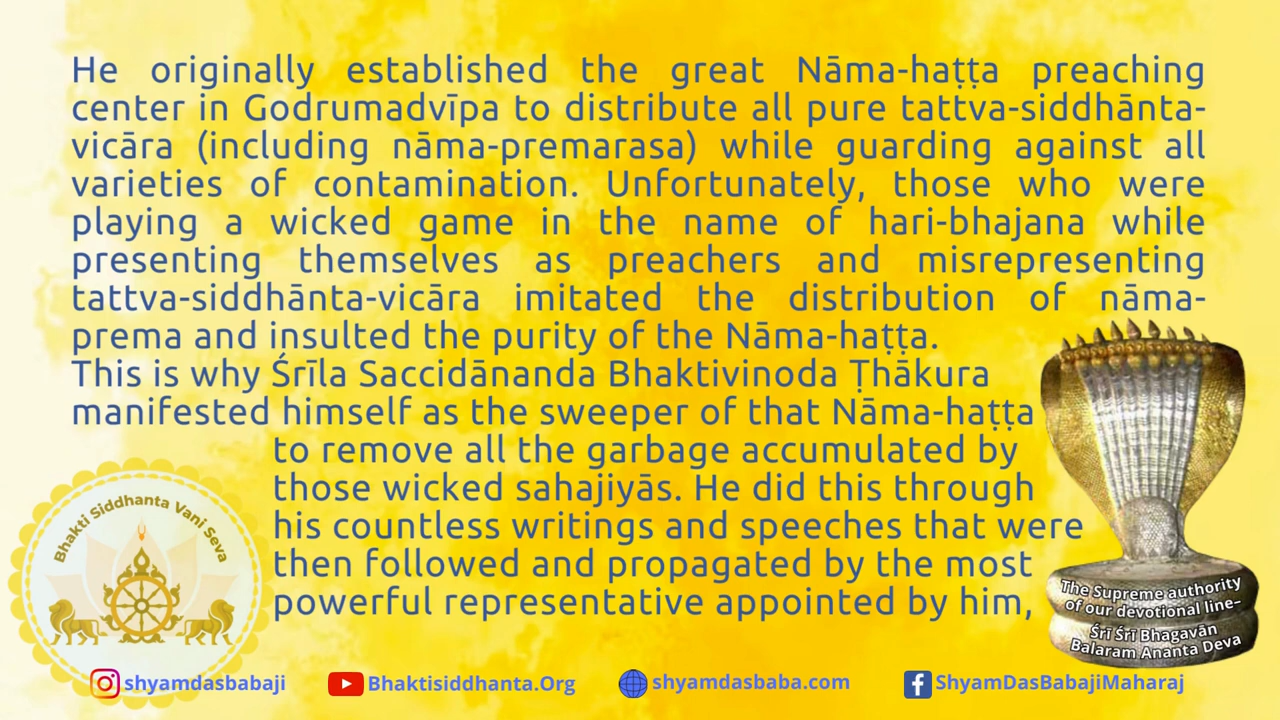 He originally established the great Nāma-haṭṭa preaching
center in Godrumadvīpa to distribute all pure tattva-siddhānta-
vicāra (including nāma-premarasa) while guarding against all
varieties of contamination. Unfortunately, those who were
playing a wicked game in the name of hari-bhajana while
presenting themselves as preachers and misrepresenting
tattva-siddhānta-vicāra imitated the distribution of nāma-
prema and insulted the purity of the Nāma-haṭṭa.
This is why Śrīla Saccidānanda Bhaktivinoda Ṭhākura
manifested himself as the sweeper of that Nāma-haṭṭa
to remove all the garbage accumulated by
those wicked sahajiyās. He did this through
his countless writings and speeches that were
then followed and propagated by the most
powerful representative appointed by him,
Bhakti Siddhanta Vani Seva
The Supreme authority
of our devotional line–
Śrī Śrī Bhagavān
Balaram Ananta Deva
shyamdasbabaji
Bhaktisiddhanta.Org
shyamdasbaba.com
ShyamDasBabajiMaharaj